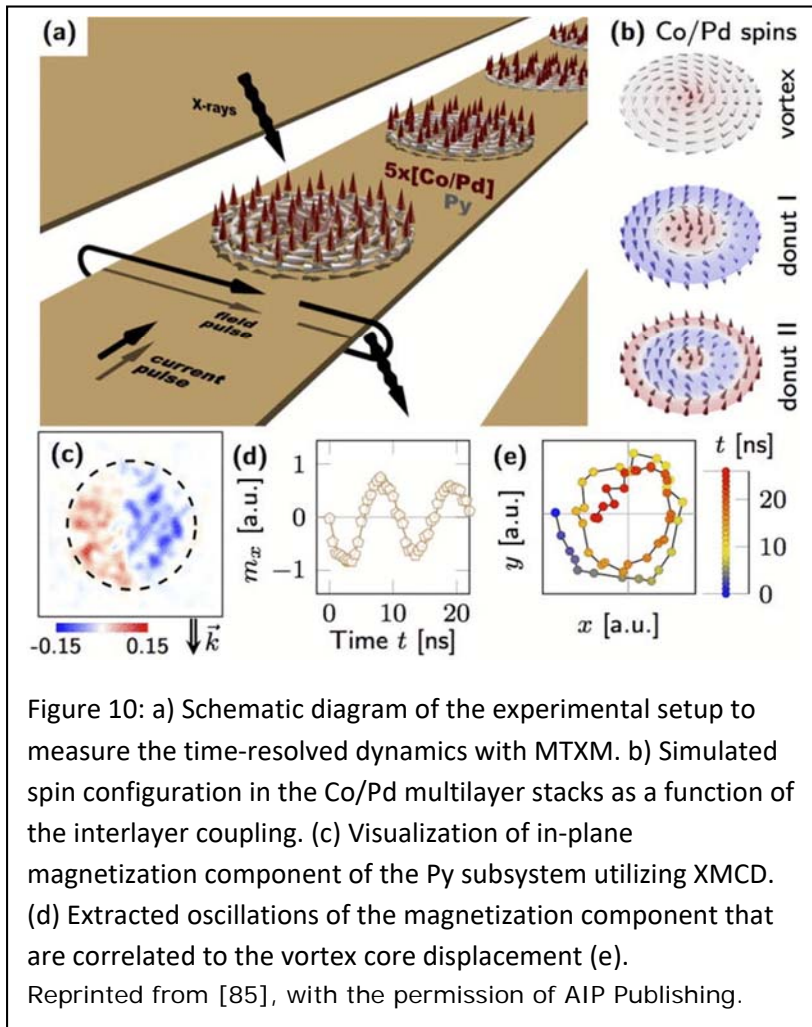 (a)
X-rays
5x[Co/Pd]
Py
field
pulse
current
pulse
(b) Co/Pd spins
vortex
donut I
donut II
(c)
-0.15 0.15
k⃗
(d)
1
0
−1
mₓ [a.u.]
0 10 20
Time t [ns]
(e)
y [a.u.]
x [a.u.]
t [ns]
20
10
0
Figure 10: a) Schematic diagram of the experimental setup to
measure the time-resolved dynamics with MTXM. b) Simulated
spin configuration in the Co/Pd multilayer stacks as a function of
the interlayer coupling. (c) Visualization of in-plane
magnetization component of the Py subsystem utilizing XMCD.
(d) Extracted oscillations of the magnetization component that
are correlated to the vortex core displacement (e).
Reprinted from [85], with the permission of AIP Publishing.